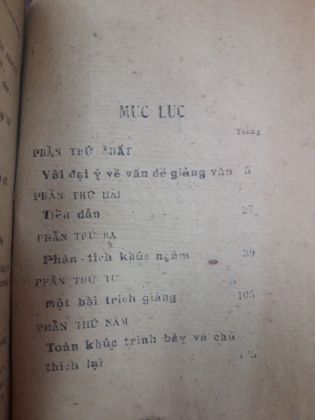 MỤC LỤC
Trang
PHẦN THỨ NHẤT
Vài đại ý về vấn đề giảng văn 5
PHẦN THỨ HAI
Tiền dẫn 27
PHẦN THỨ BA
Phân-tích khúc ngâm 39
PHẦN THỨ TƯ
một bài trích giảng 105
PHẦN THỨ NĂM
Toàn khúc trình bày và chú
thích lại